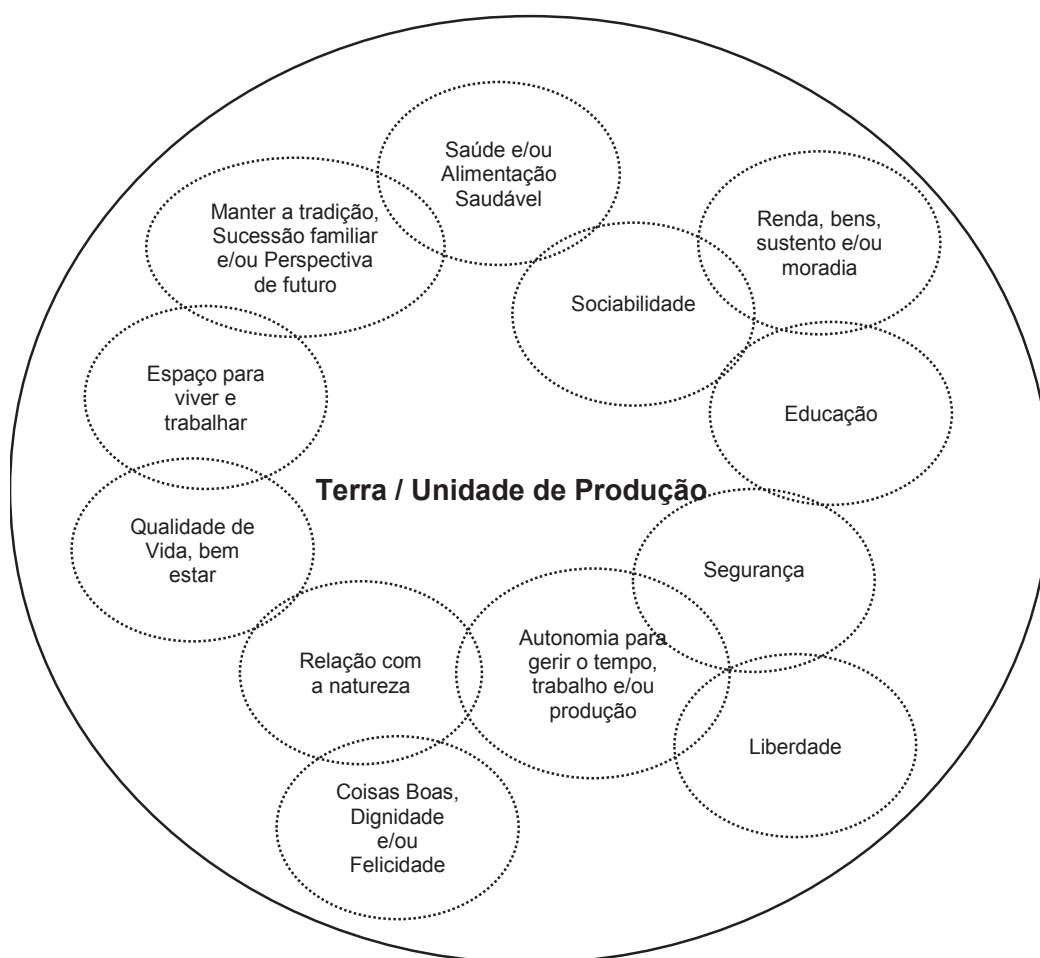 Saúde e/ou
Alimentação
Saudável
Manter a tradição,
Sucessão familiar
e/ou Perspectiva
de futuro
Renda, bens,
sustento e/ou
moradia
Sociabilidade
Espaço para
viver e
trabalhar
Educação
Terra / Unidade de Produção
Qualidade de
Vida, bem
estar
Segurança
Relação com
a natureza
Autonomia para
gerir o tempo,
trabalho e/ou
produção
Liberdade
Coisas Boas,
Dignidade
e/ou
Felicidade